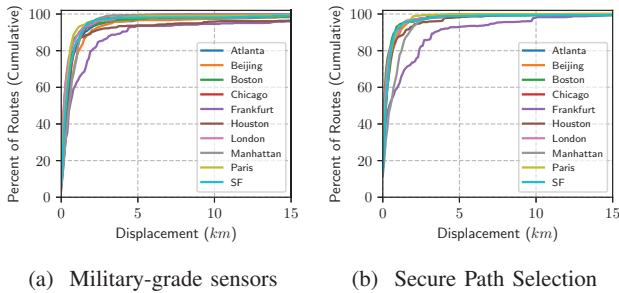 Percent of Routes (Cumulative)
100
80
60
40
20
0
Atlanta
Beijing
Boston
Chicago
Frankfurt
Houston
London
Manhattan
Paris
SF
0 5 10 15
Displacement (km)
(a) Military-grade sensors
Percent of Routes (Cumulative)
100
80
60
40
20
0
Atlanta
Beijing
Boston
Chicago
Frankfurt
Houston
London
Manhattan
Paris
SF
0 5 10 15
Displacement (km)
(b) Secure Path Selection